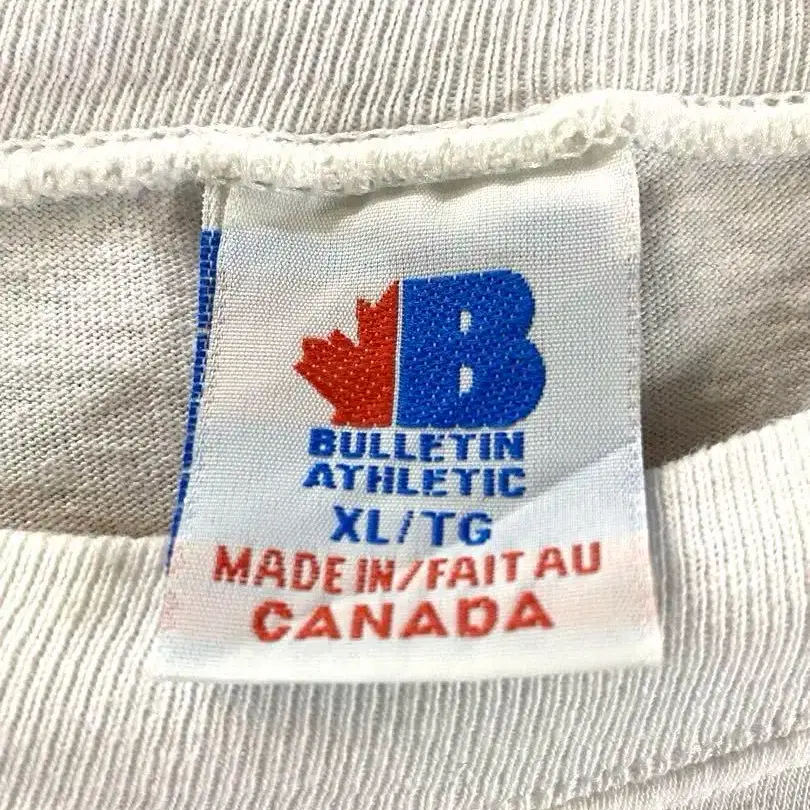 B
BULLETIN
ATHLETIC
XL/TG
MADE IN/FAIT AU
CANADA